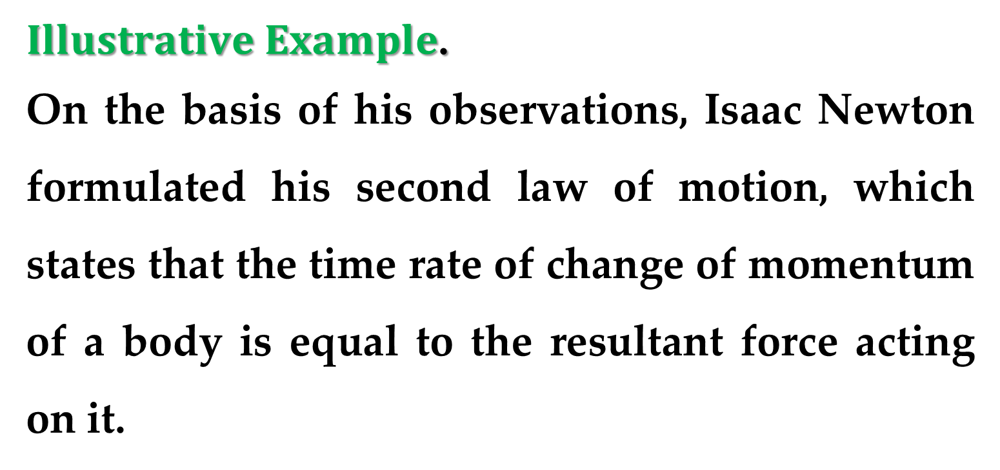 Illustrative Example.
On the basis of his observations, Isaac Newton
formulated his second law of motion, which
states that the time rate of change of momentum
of a body is equal to the resultant force acting
on it.